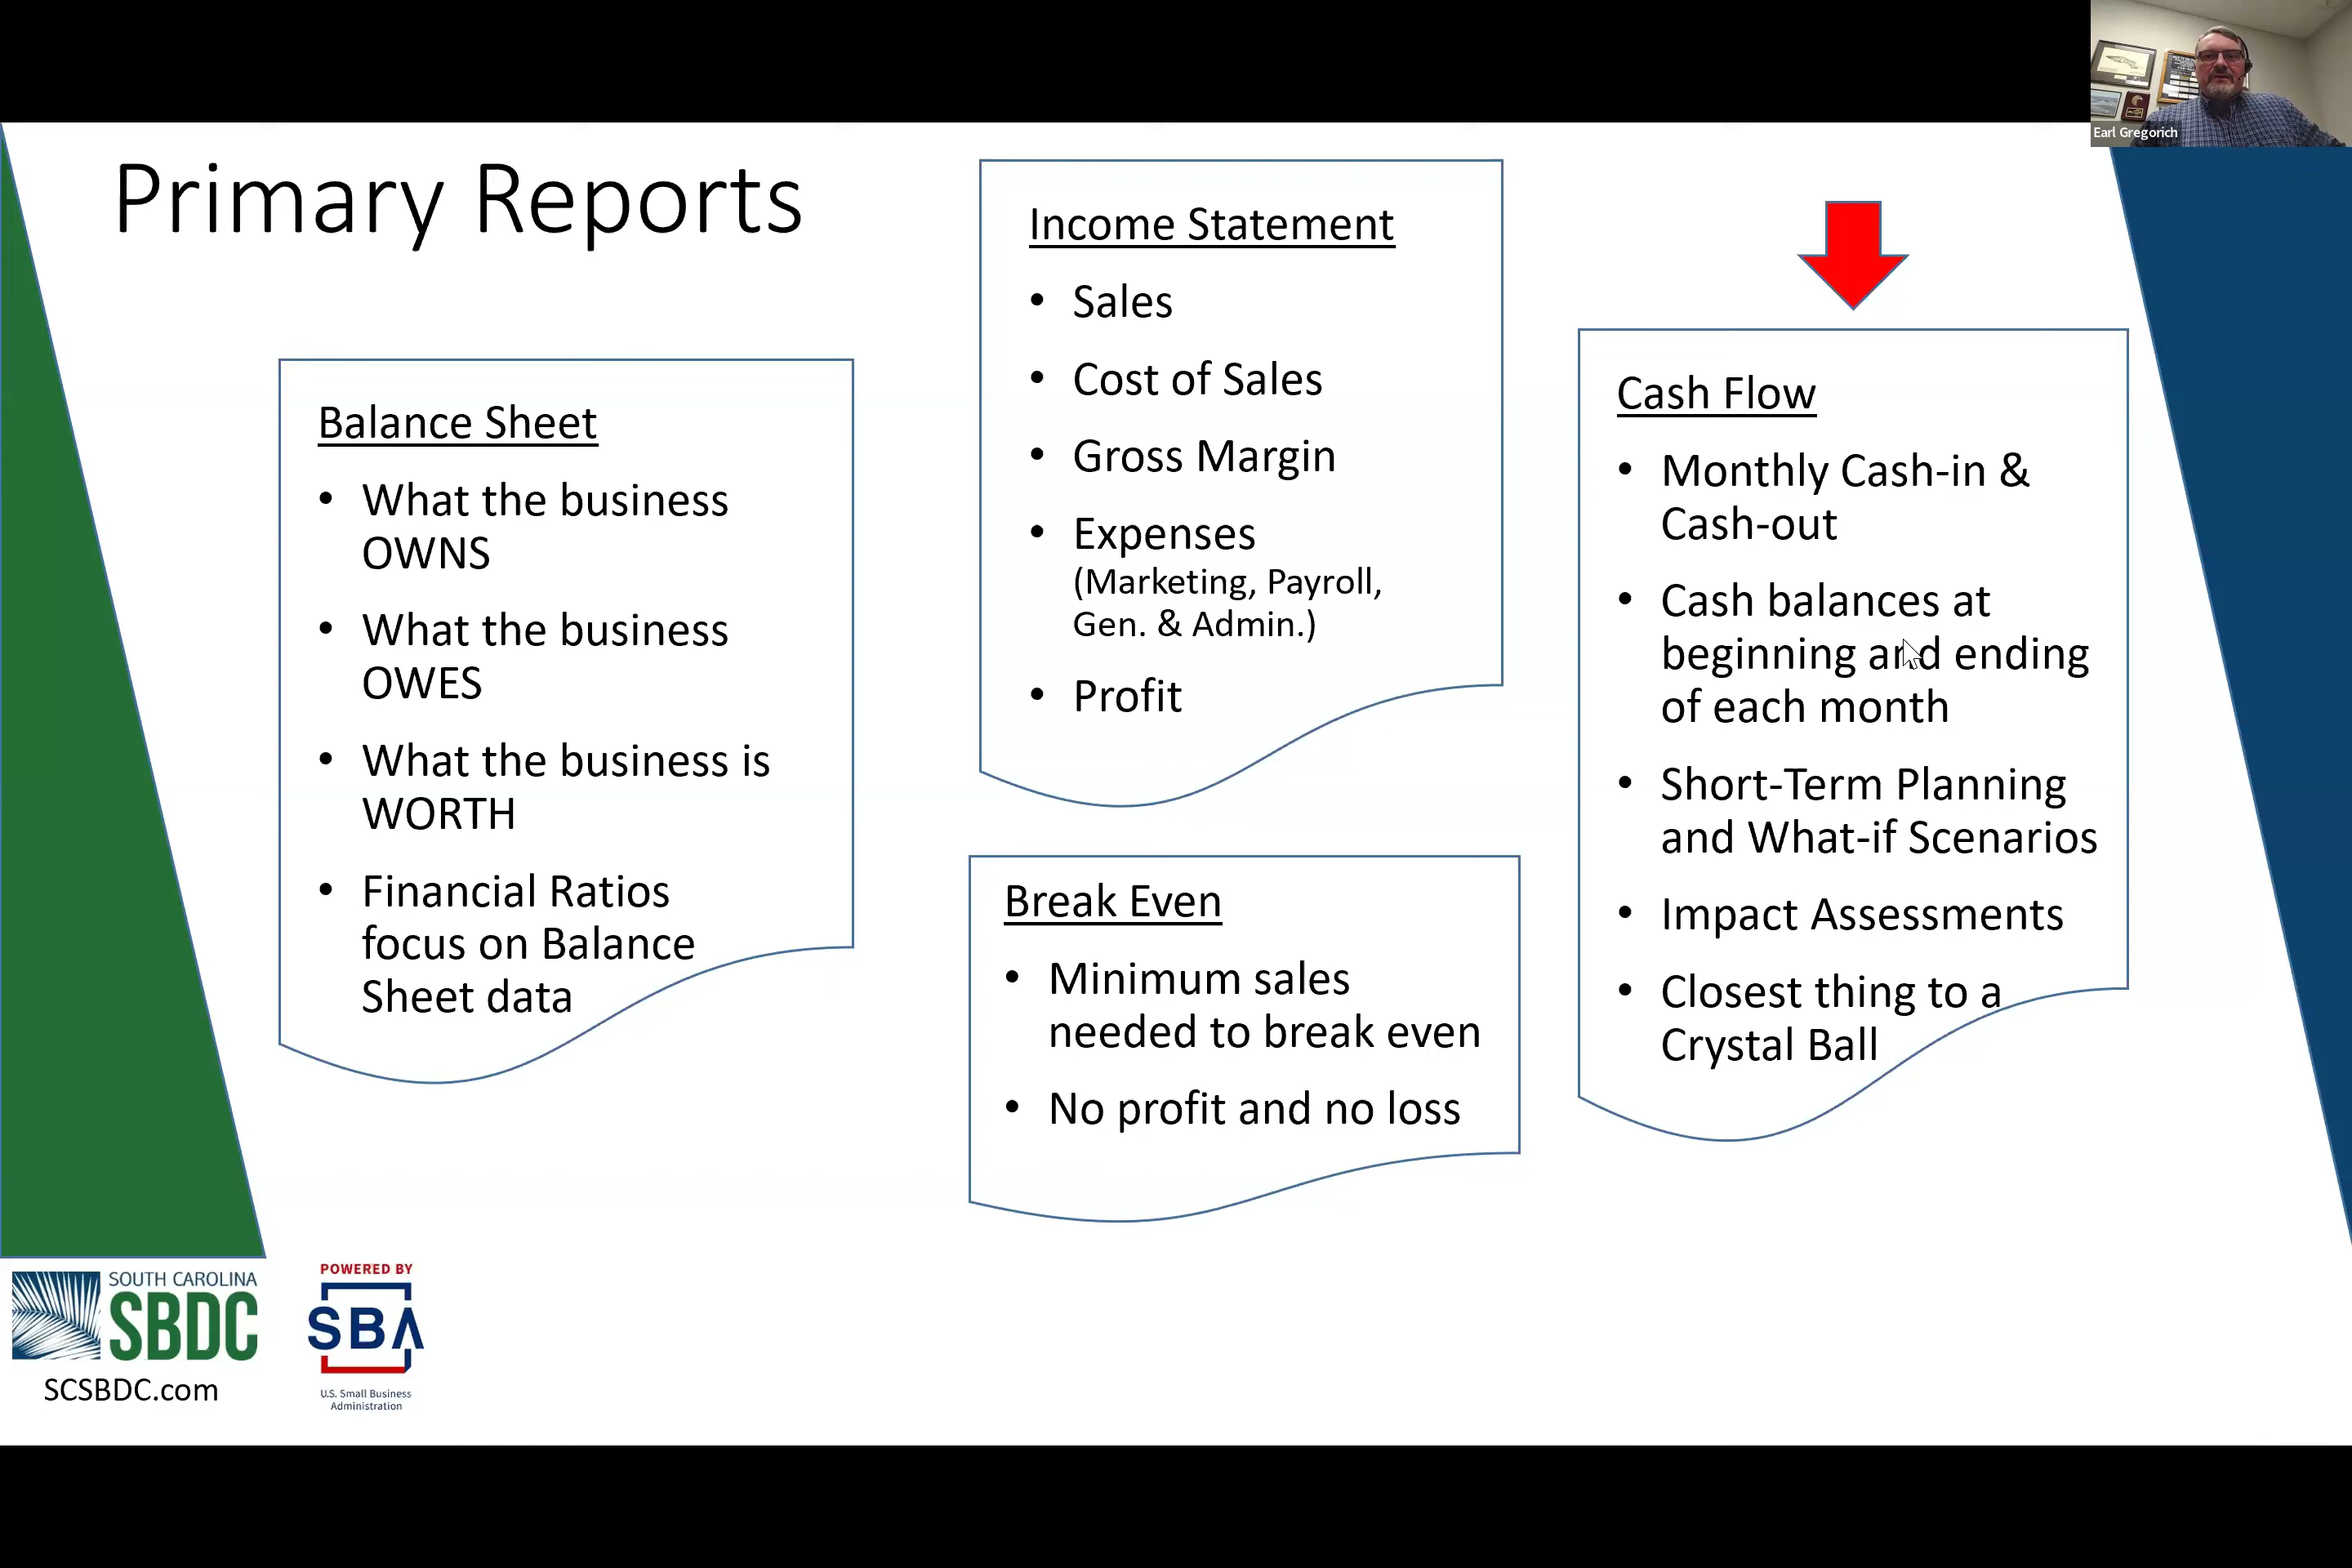 Earl Gregorich
Primary Reports
Balance Sheet
• What the business
OWNS
• What the business
OWES
• What the business is
WORTH
• Financial Ratios
focus on Balance
Sheet data
Income Statement
• Sales
• Cost of Sales
• Gross Margin
• Expenses
(Marketing, Payroll,
Gen. & Admin.)
• Profit
Break Even
• Minimum sales
needed to break even
• No profit and no loss
Cash Flow
• Monthly Cash-in &
Cash-out
• Cash balances at
beginning and ending
of each month
• Short-Term Planning
and What-if Scenarios
• Impact Assessments
• Closest thing to a
Crystal Ball
SOUTH CAROLINA
SBDC
SCSBDC.com
POWERED BY
SBA
U.S. Small Business
Administration